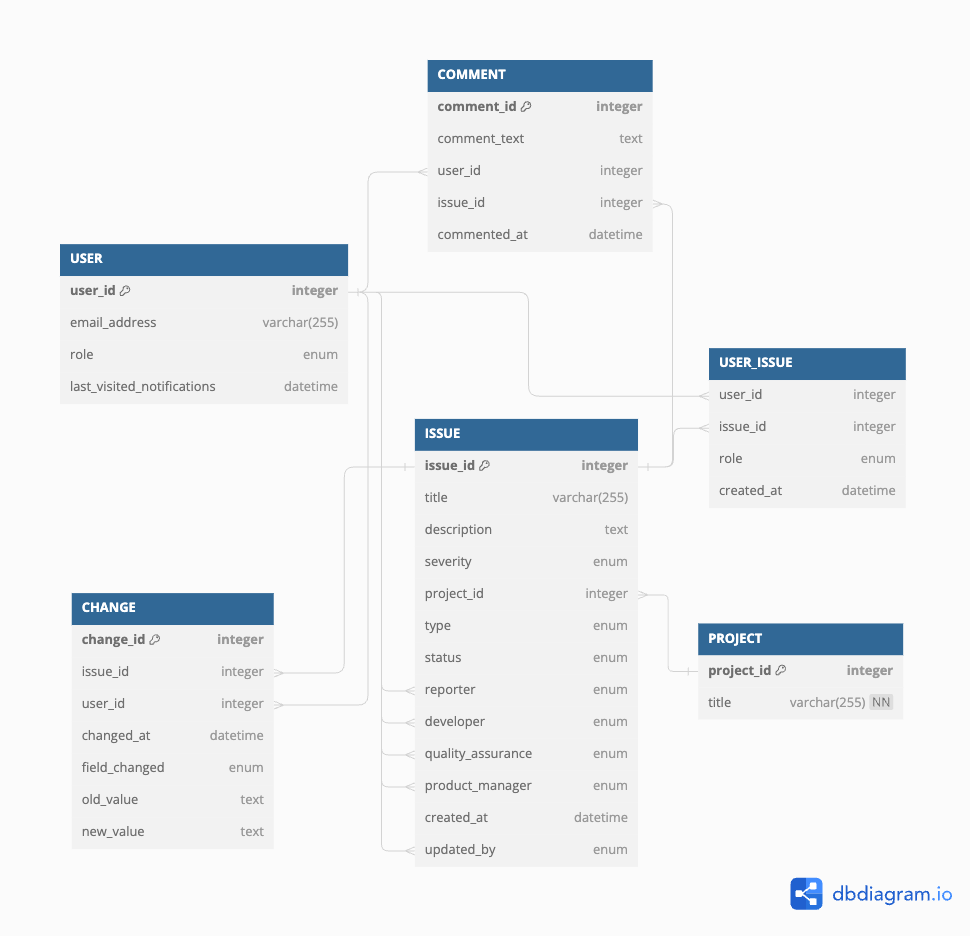 COMMENT
comment_id integer
comment_text text
user_id integer
issue_id integer
commented_at datetime
USER
user_id integer
email_address varchar(255)
role enum
last_visited_notifications datetime
USER_ISSUE
user_id integer
issue_id integer
role enum
created_at datetime
ISSUE
issue_id integer
title varchar(255)
description text
severity enum
project_id integer
type enum
status enum
reporter enum
developer enum
quality_assurance enum
product_manager enum
created_at datetime
updated_by enum
CHANGE
change_id integer
issue_id integer
user_id integer
changed_at datetime
field_changed enum
old_value text
new_value text
PROJECT
project_id integer
title varchar(255) NN
dbdiagram.io